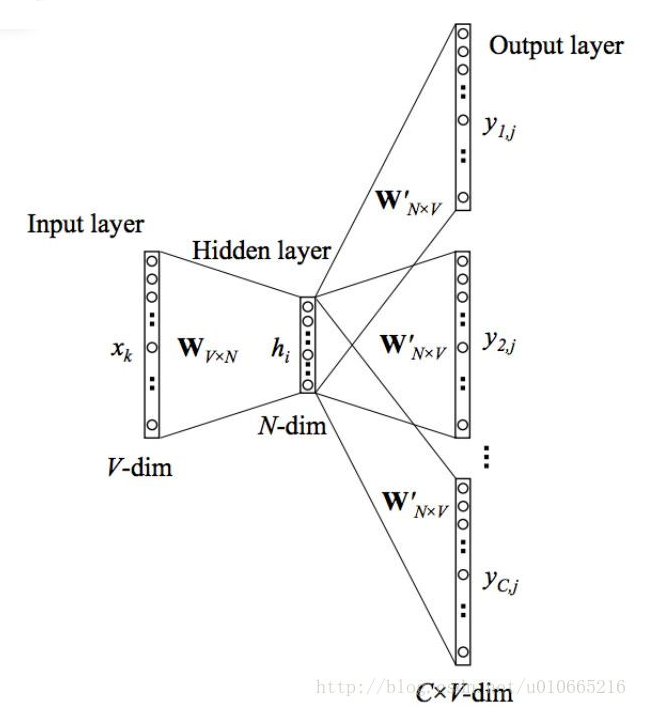 Output layer
y1,j
W'N×V
Input layer
Hidden layer
xk
WV×N
hi
W'N×V
y2,j
N-dim
V-dim
W'N×V
yC,j
http://blog.csdn.net/u010665216
C×V-dim